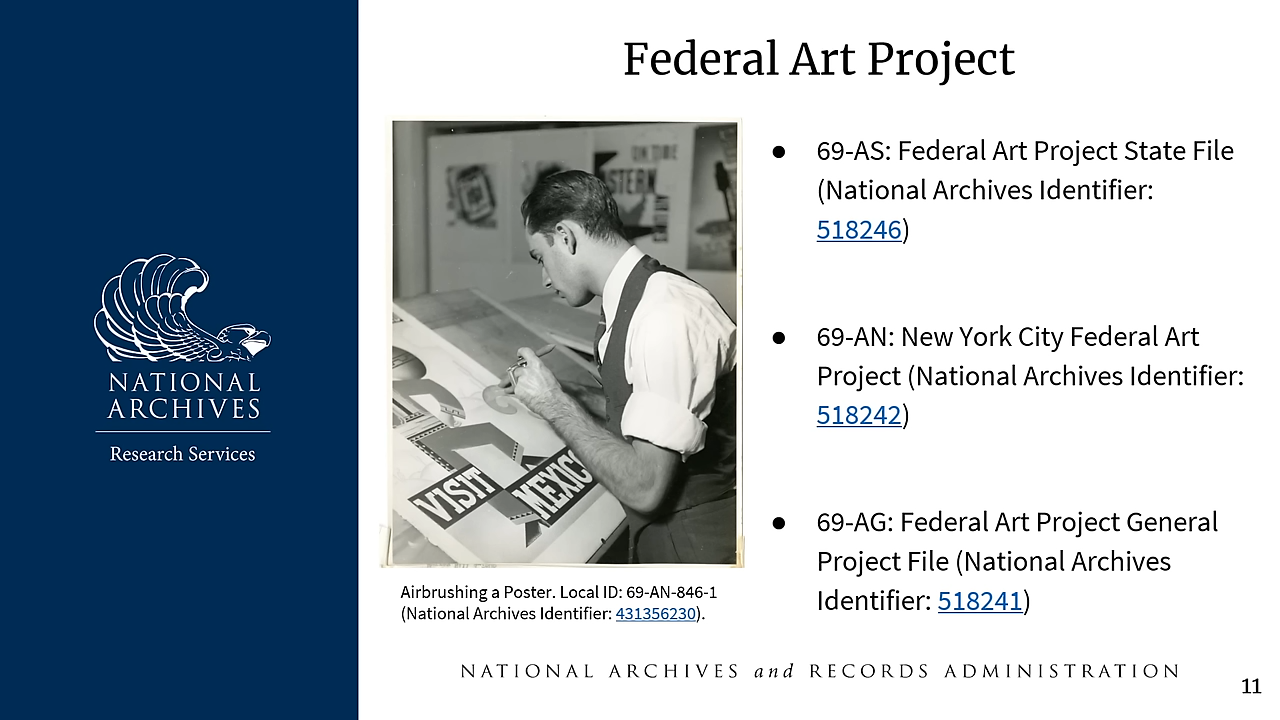 Federal Art Project
NATIONAL
ARCHIVES
Research Services
VISIT
MEXICO
Airbrushing a Poster. Local ID: 69-AN-846-1
(National Archives Identifier: 431356230).
● 69-AS: Federal Art Project State File
(National Archives Identifier:
518246)
● 69-AN: New York City Federal Art
Project (National Archives Identifier:
518242)
● 69-AG: Federal Art Project General
Project File (National Archives
Identifier: 518241)
NATIONAL ARCHIVES and RECORDS ADMINISTRATION
11